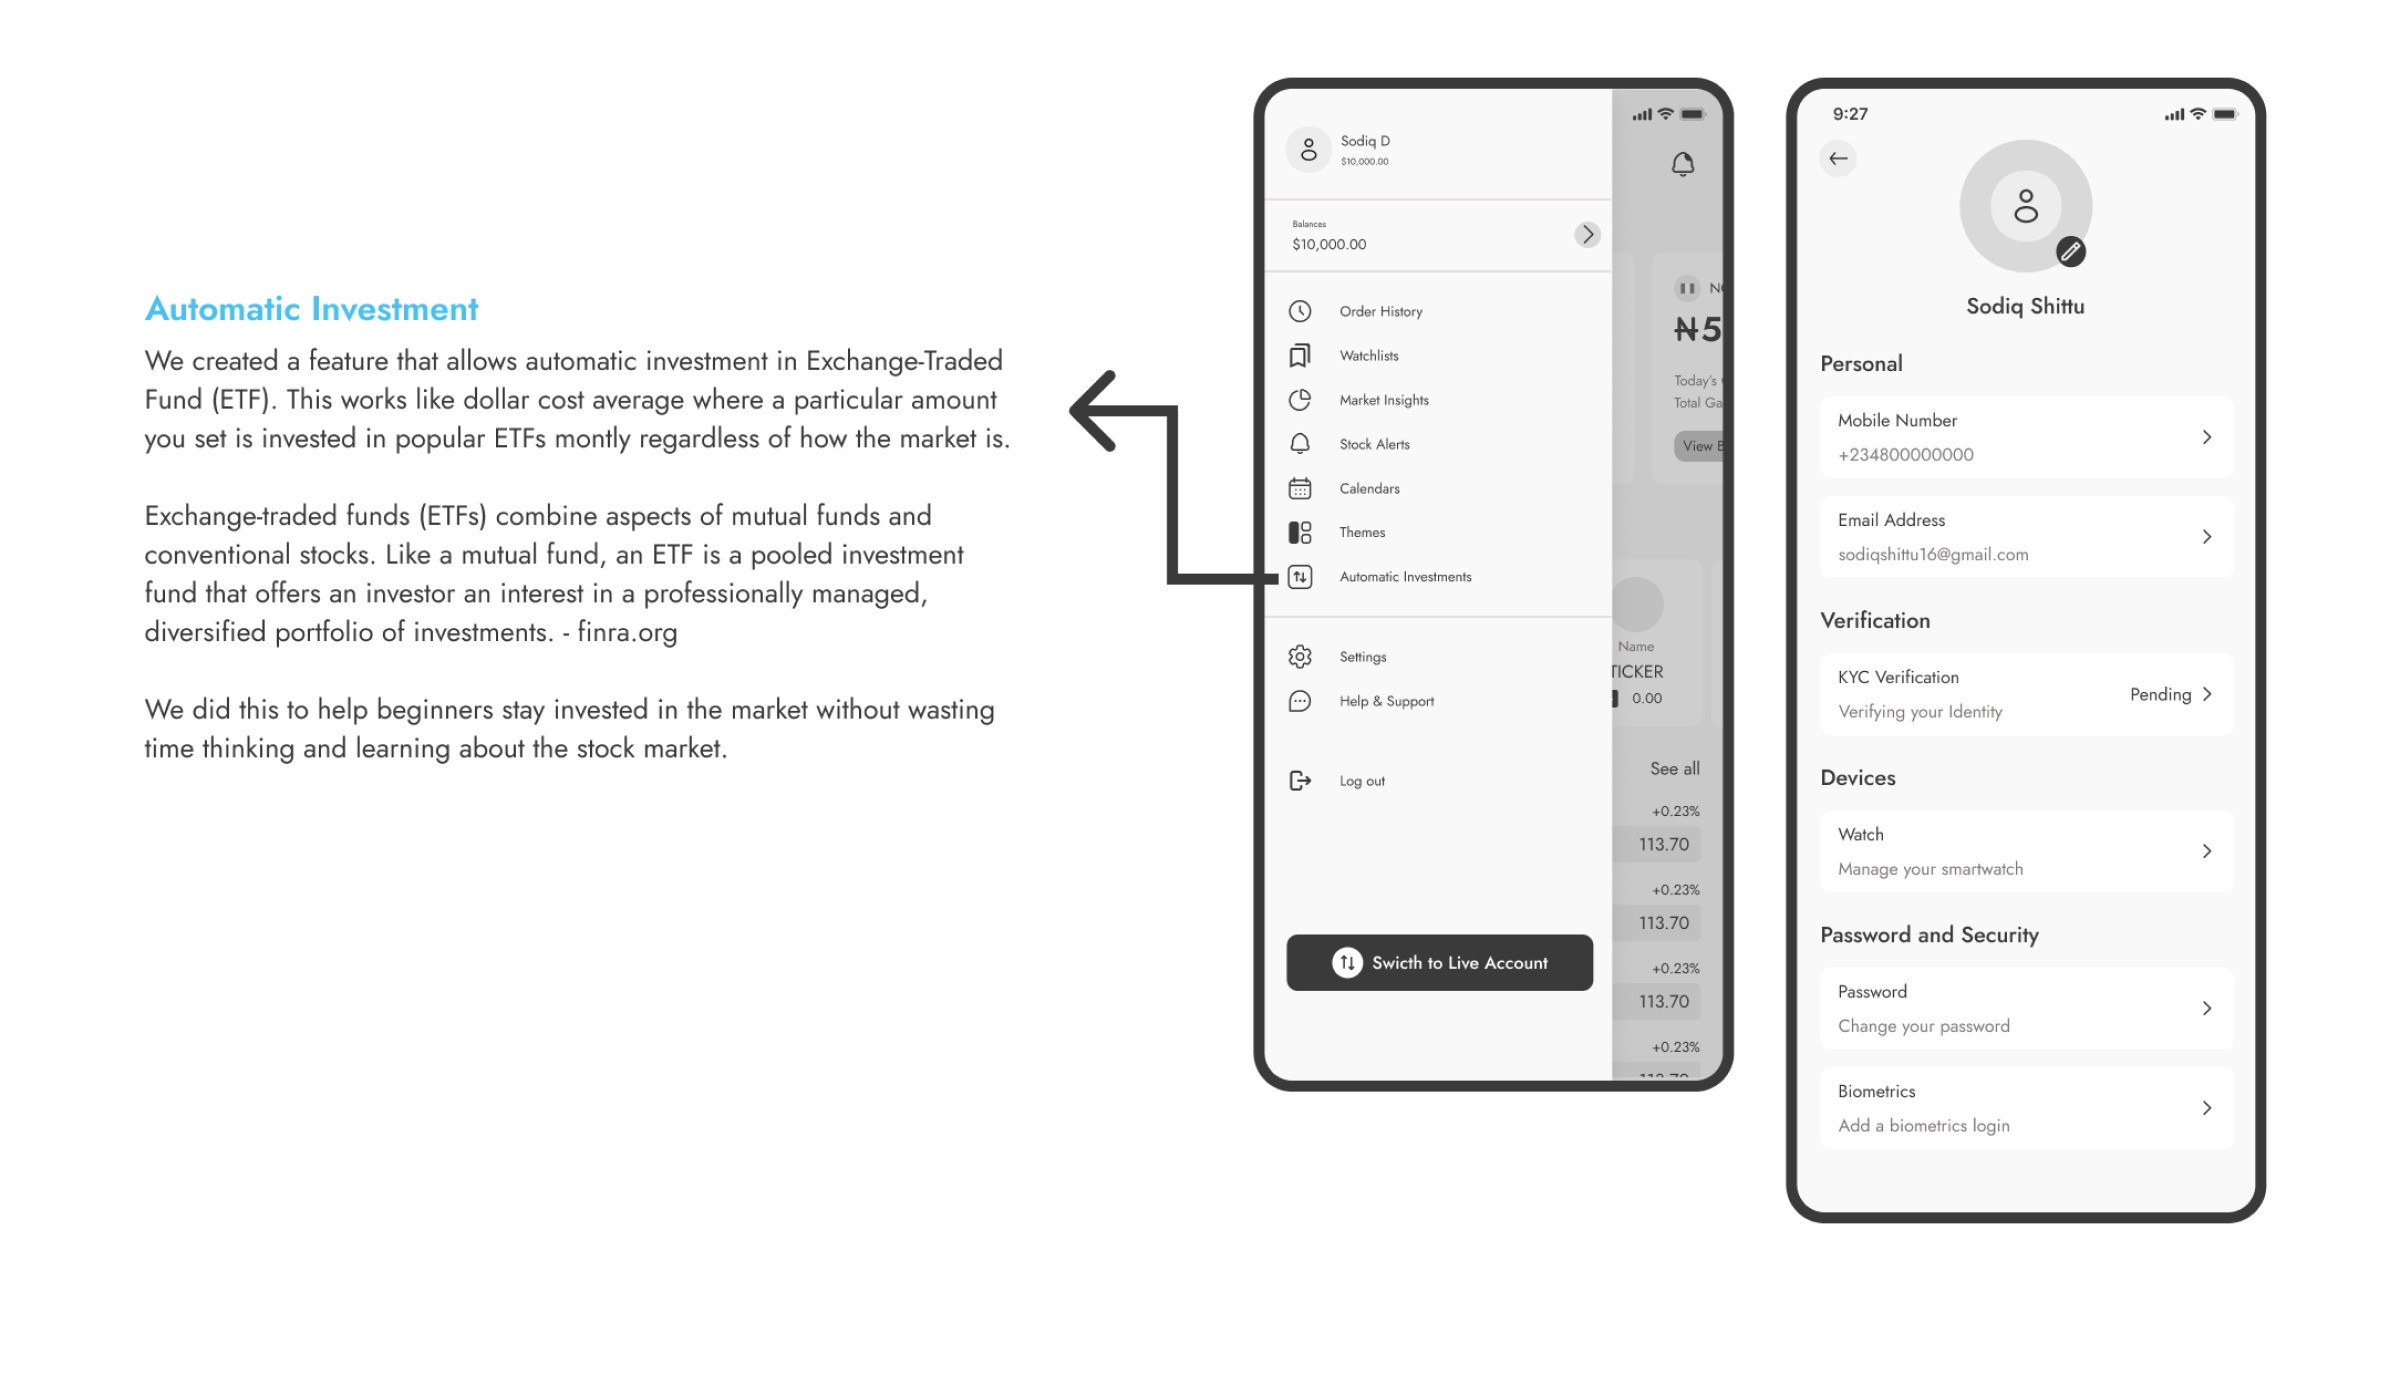 Automatic Investment
We created a feature that allows automatic investment in Exchange-Traded
Fund (ETF). This works like dollar cost average where a particular amount
you set is invested in popular ETFs montly regardless of how the market is.
Exchange-traded funds (ETFs) combine aspects of mutual funds and
conventional stocks. Like a mutual fund, an ETF is a pooled investment
fund that offers an investor an interest in a professionally managed,
diversified portfolio of investments. - finra.org
We did this to help beginners stay invested in the market without wasting
time thinking and learning about the stock market.
Sodiq D
$10,000.00
Balances
$10,000.00
Order History
Watchlists
Market Insights
Stock Alerts
Calendars
Themes
Automatic Investments
Settings
Help & Support
Log out
Swicth to Live Account
₦5
Today's
Total Ga
View B
Name
TICKER
0.00
See all
+0.23%
113.70
+0.23%
113.70
+0.23%
113.70
+0.23%
9:27
Sodiq Shittu
Personal
Mobile Number
+234800000000
Email Address
sodiqshittu16@gmail.com
Verification
KYC Verification
Pending
Verifying your Identity
Devices
Watch
Manage your smartwatch
Password and Security
Password
Change your password
Biometrics
Add a biometrics login